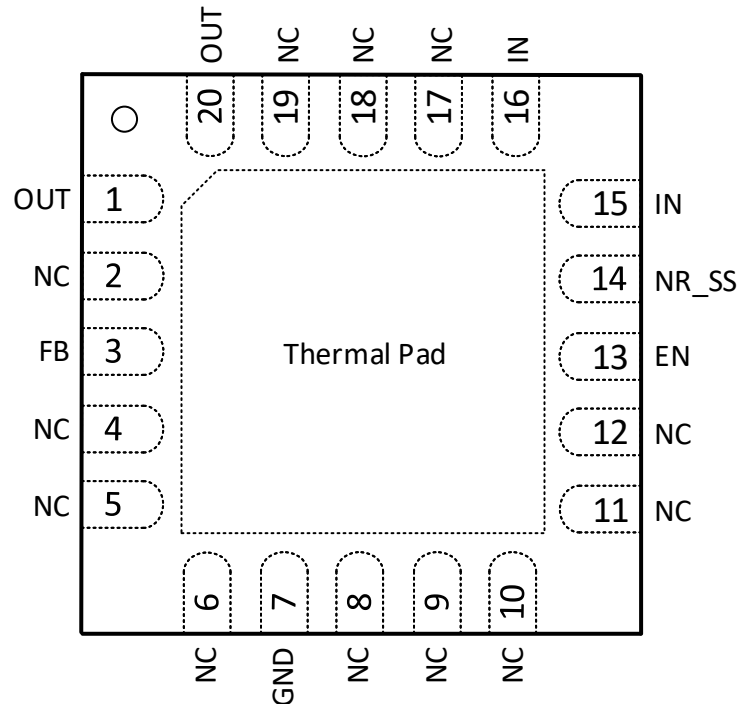 OUT
NC
NC
NC
IN
20
19
18
17
16
OUT 1
NC 2
FB 3
NC 4
NC 5
Thermal Pad
15 IN
14 NR_SS
13 EN
12 NC
11 NC
6
7
8
9
10
NC
GND
NC
NC
NC